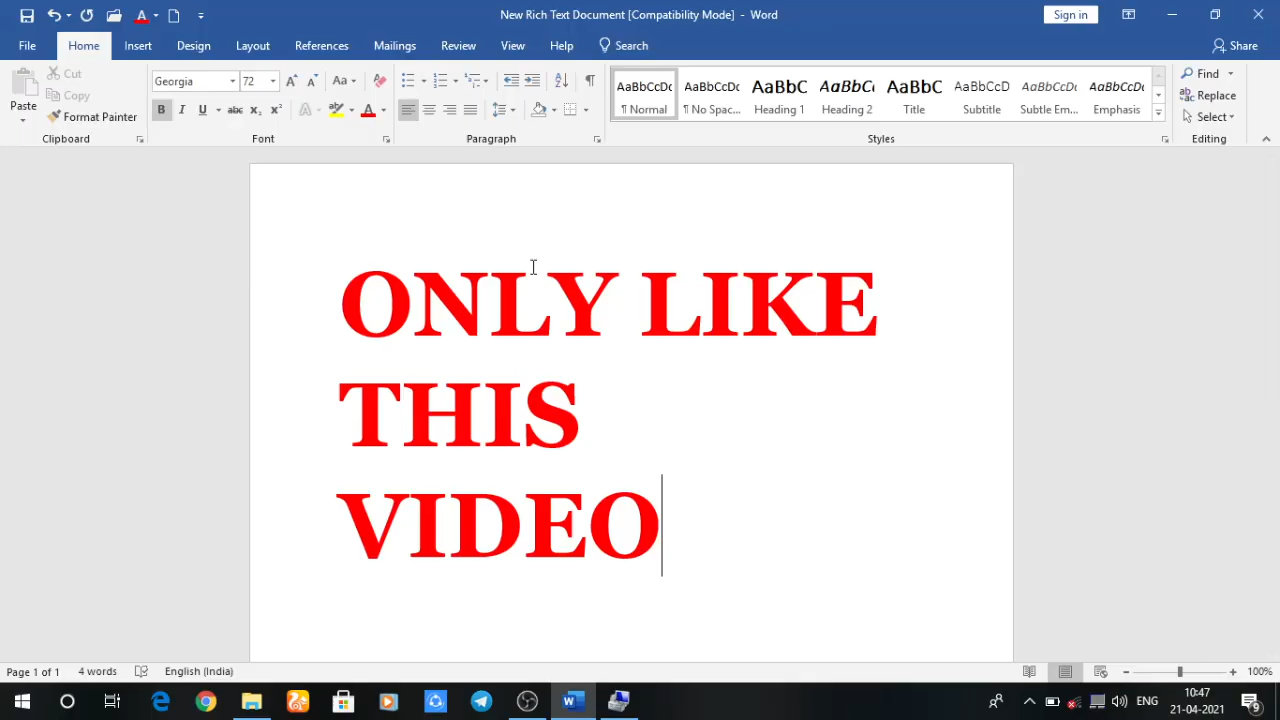 New Rich Text Document [Compatibility Mode] - Word
Sign in
File Home Insert Design Layout References Mailings Review View Help Search Share
Paste
Cut
Copy
Format Painter
Clipboard
Georgia 72
Font
Paragraph
AaBbCcDc AaBbCcDc AaBbC AaBbCc AaBbC AaBbCcD AaBbCcDc AaBbCcDc
¶ Normal ¶ No Spac... Heading 1 Heading 2 Title Subtitle Subtle Em... Emphasis
Styles
Find
Replace
Select
Editing
ONLY LIKE
THIS
VIDEO
Page 1 of 1 4 words English (India) 100%
ENG
10:47
21-04-2021
9